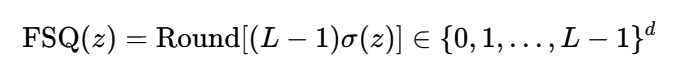 FSQ(z) = Round[(L − 1)σ(z)] ∈ {0, 1, . . . , L − 1}ᵈ